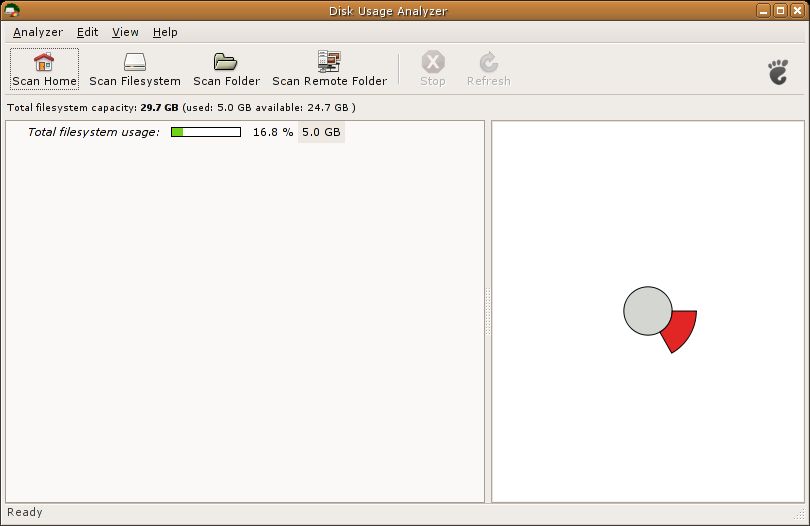 Disk Usage Analyzer
Analyzer Edit View Help
Scan Home Scan Filesystem Scan Folder Scan Remote Folder Stop Refresh
Total filesystem capacity: 29.7 GB (used: 5.0 GB available: 24.7 GB )
Total filesystem usage: 16.8 % 5.0 GB
Ready